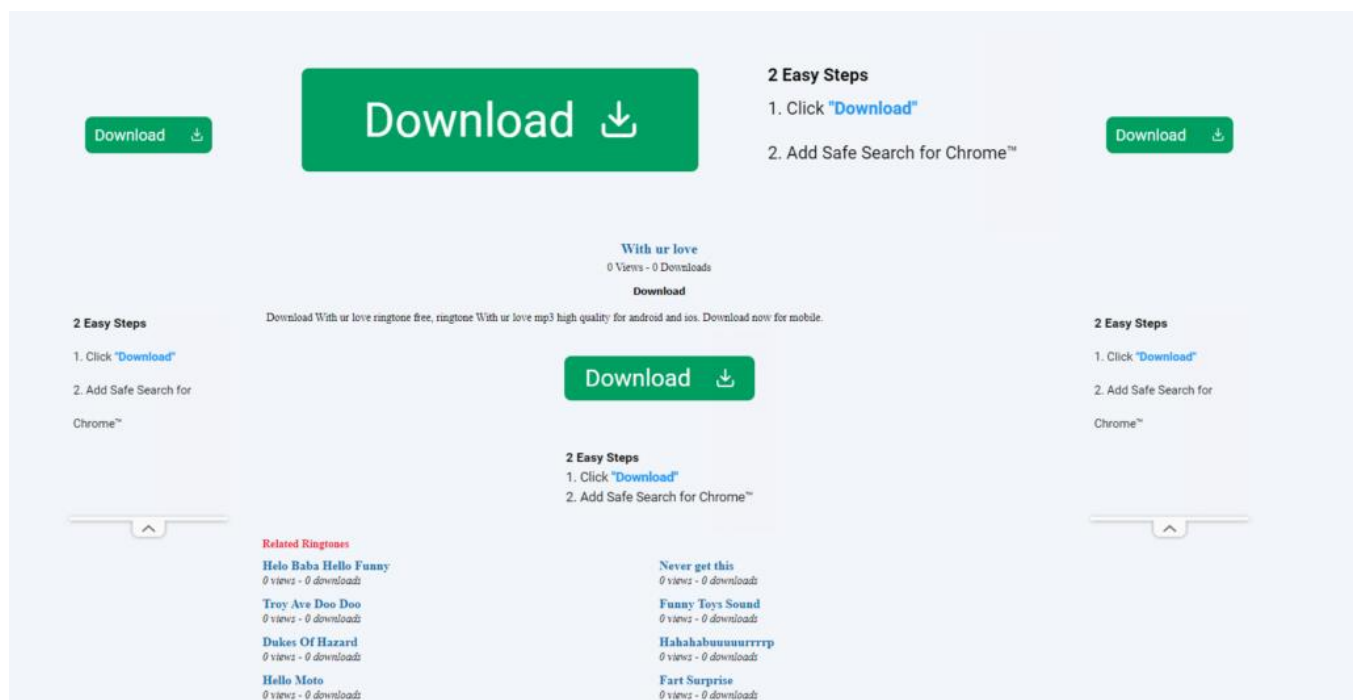 Download
Download
2 Easy Steps
1. Click "Download"
2. Add Safe Search for Chrome™
Download
With ur love
0 Views - 0 Downloads
Download
Download With ur love ringtone free, ringtone With ur love mp3 high quality for android and ios. Download now for mobile.
2 Easy Steps
1. Click "Download"
2. Add Safe Search for
Chrome™
Download
2 Easy Steps
1. Click "Download"
2. Add Safe Search for Chrome™
2 Easy Steps
1. Click "Download"
2. Add Safe Search for
Chrome™
Related Ringtones
Helo Baba Hello Funny
0 views - 0 downloads
Troy Ave Doo Doo
0 views - 0 downloads
Dukes Of Hazard
0 views - 0 downloads
Hello Moto
0 views - 0 downloads
Never get this
0 views - 0 downloads
Funny Toys Sound
0 views - 0 downloads
Hahahabuuuuurrrrp
0 views - 0 downloads
Fart Surprise
0 views - 0 downloads